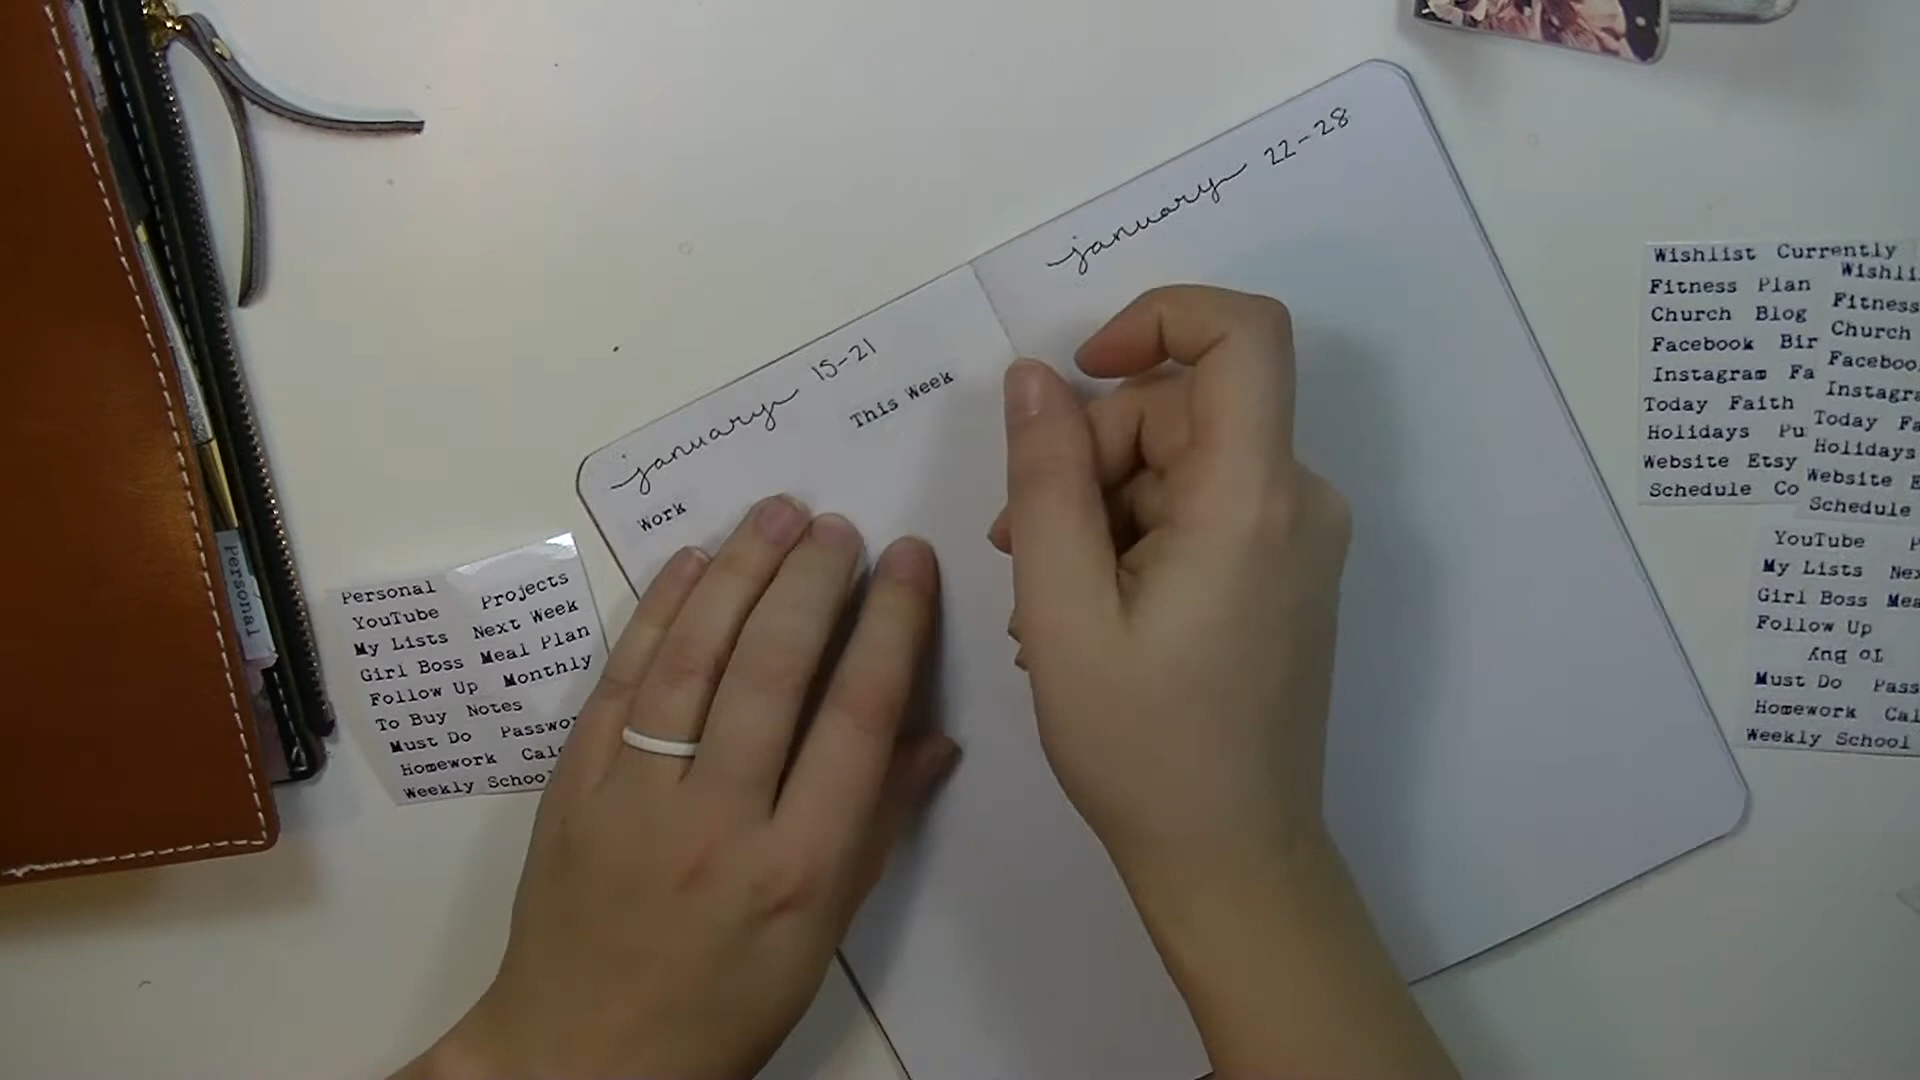 january 15-21
This Week
Work
january 22-28
Personal
Personal
YouTube Projects
My Lists Next Week
Girl Boss Meal Plan
Follow Up Monthly
To Buy Notes
Must Do
Homework
Weekly School
Wishlist Currently
Fitness Plan
Church Blog
Facebook
Instagram
Today Faith
Holidays
Website Etsy
Schedule
Fitness
Church
Today
Holidays
Website
Schedule
YouTube
My Lists
Girl Boss
Follow Up
To Buy
Must Do
Homework
Weekly School